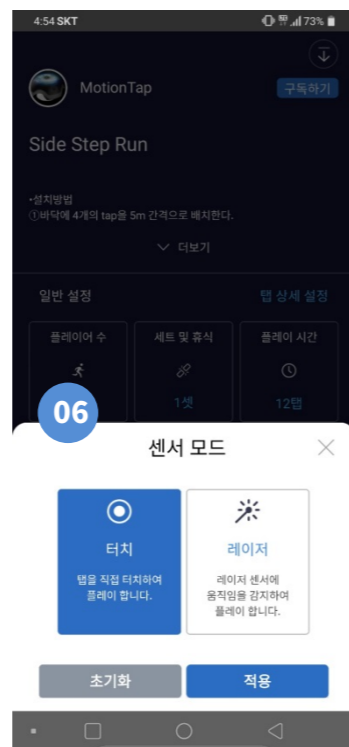 4:54 SKT 73%
MotionTap
구독하기
Side Step Run
•설치방법
①바닥에 4개의 tap을 5m 간격으로 배치한다.
더보기
일반 설정
탭 상세 설정
플레이어 수
세트 및 휴식
플레이 시간
1셋
12탭
06
센서 모드
터치
탭을 직접 터치하여
플레이 합니다.
레이저
레이저 센서에
움직임을 감지하여
플레이 합니다.
초기화
적용